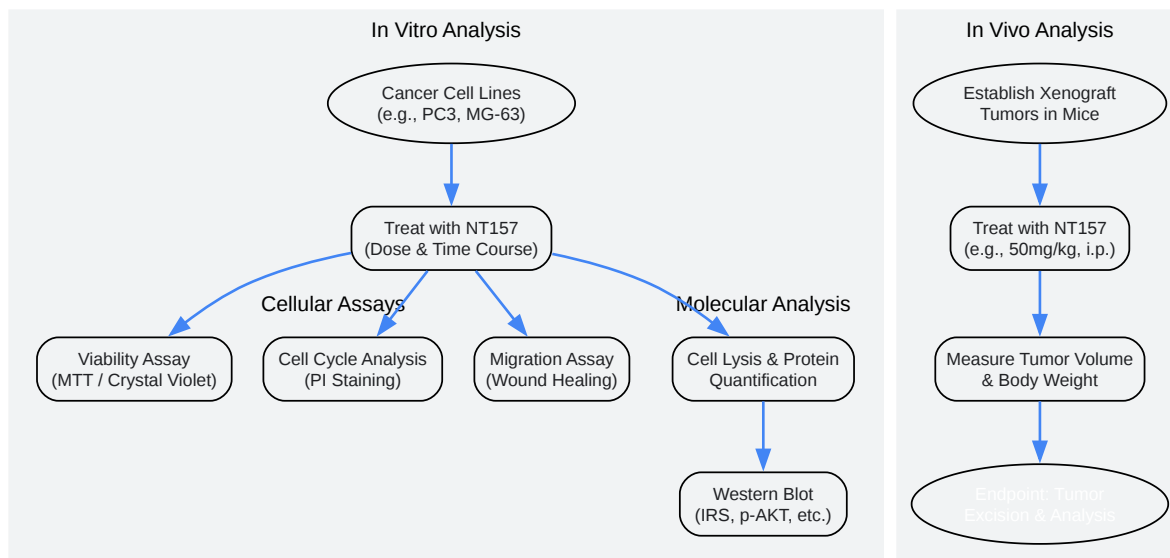 In Vitro Analysis
Cancer Cell Lines
(e.g., PC3, MG-63)
Treat with NT157
(Dose & Time Course)
Cellular Assays
Molecular Analysis
Viability Assay
(MTT / Crystal Violet)
Cell Cycle Analysis
(PI Staining)
Migration Assay
(Wound Healing)
Cell Lysis & Protein
Quantification
Western Blot
(IRS, p-AKT, etc.)
In Vivo Analysis
Establish Xenograft
Tumors in Mice
Treat with NT157
(e.g., 50mg/kg, i.p.)
Measure Tumor Volume
& Body Weight
Endpoint: Tumor
Excision & Analysis